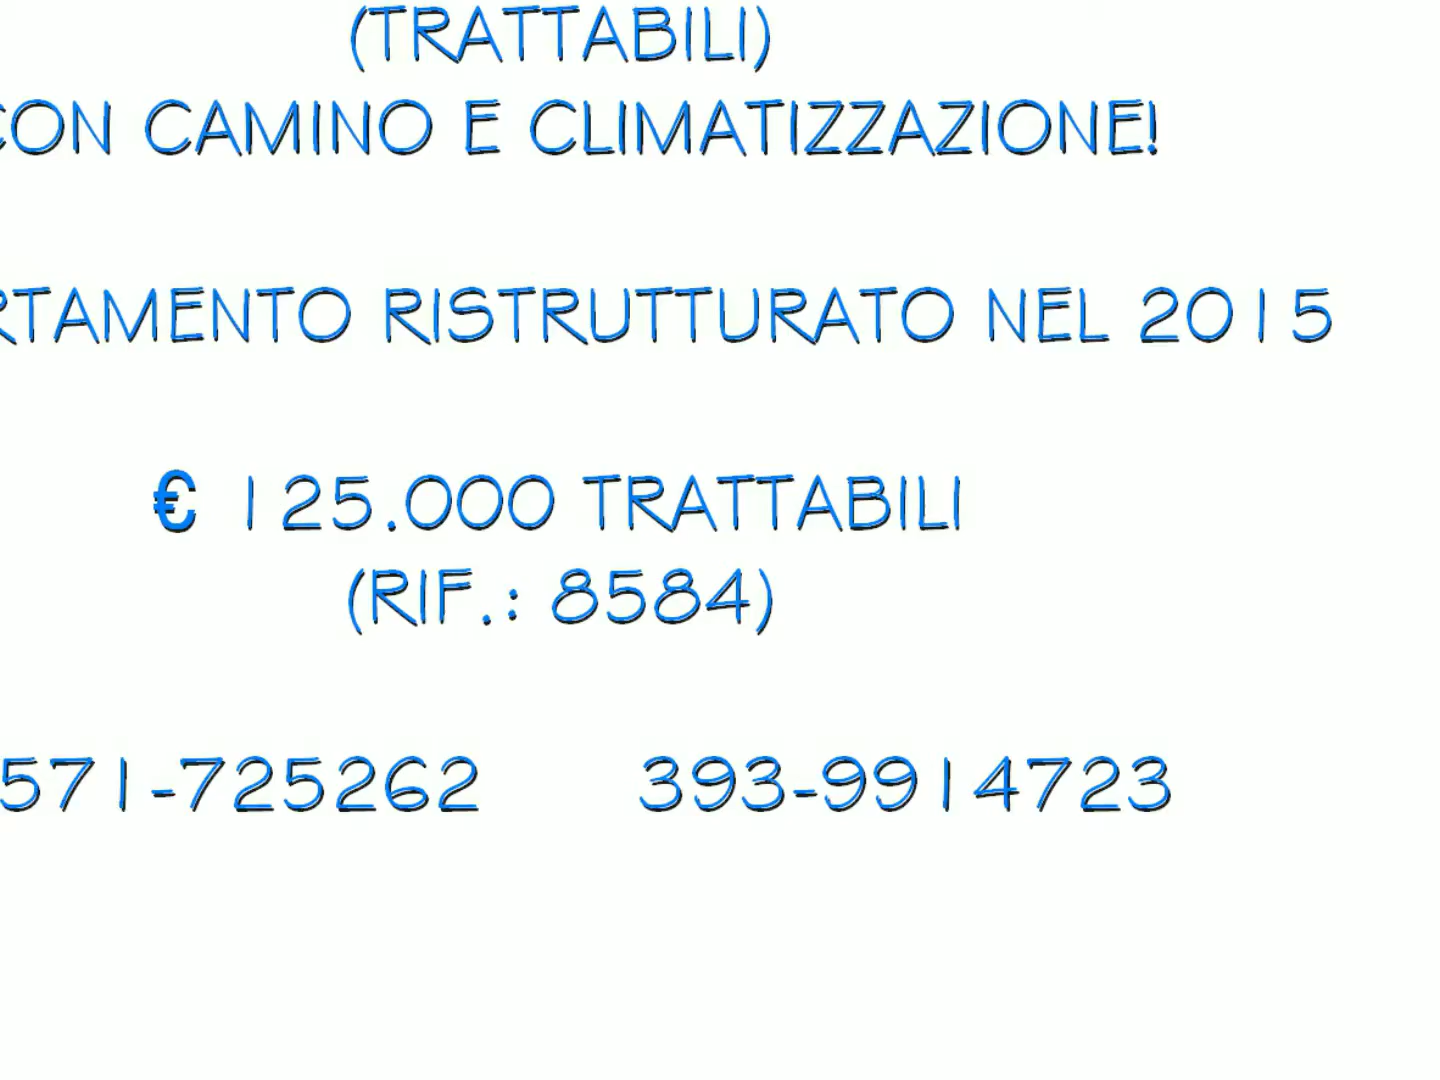 (TRATTABILI)
CON CAMINO E CLIMATIZZAZIONE!
RTAMENTO RISTRUTTURATO NEL 2015
€ 125.000 TRATTABILI
(RIF.: 8584)
571-725262 393-9914723